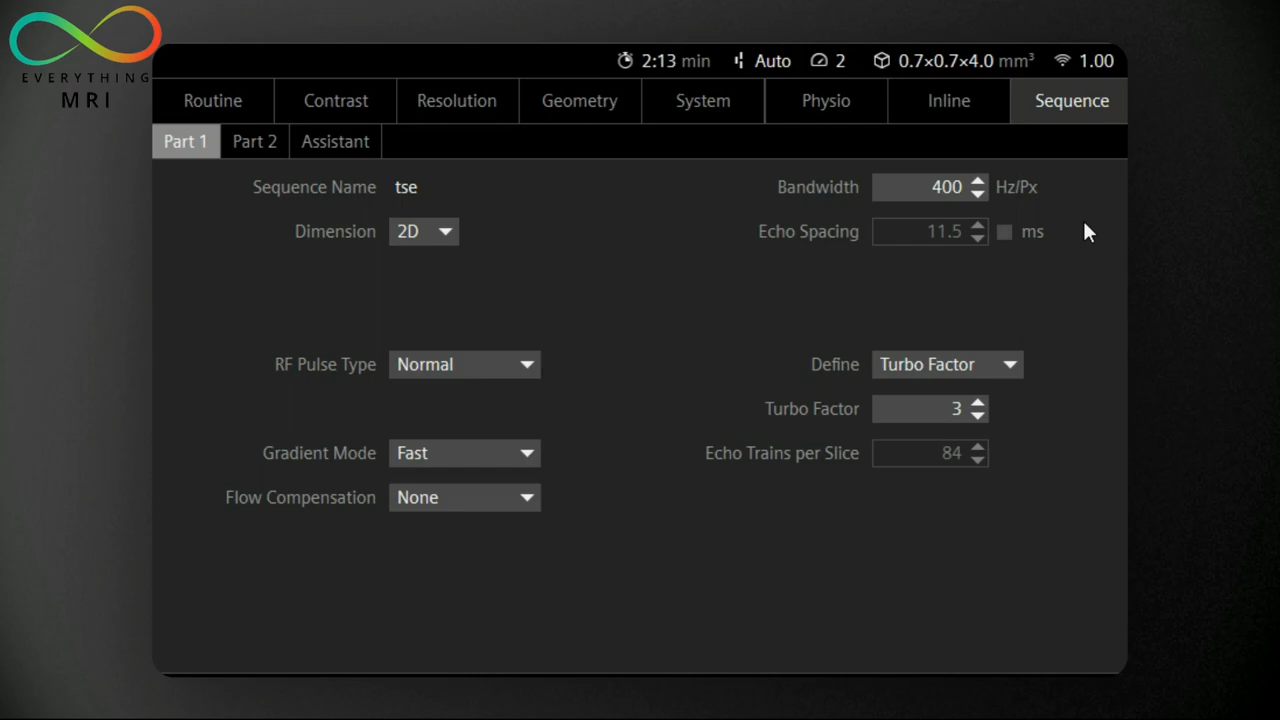 EVERYTHING
MRI
2:13 min Auto 2 0.7×0.7×4.0 mm³ 1.00
Routine Contrast Resolution Geometry System Physio Inline Sequence
Part 1 Part 2 Assistant
Sequence Name tse Bandwidth 400 Hz/Px
Dimension 2D Echo Spacing 11.5 ms
RF Pulse Type Normal Define Turbo Factor
Turbo Factor 3
Gradient Mode Fast Echo Trains per Slice 84
Flow Compensation None